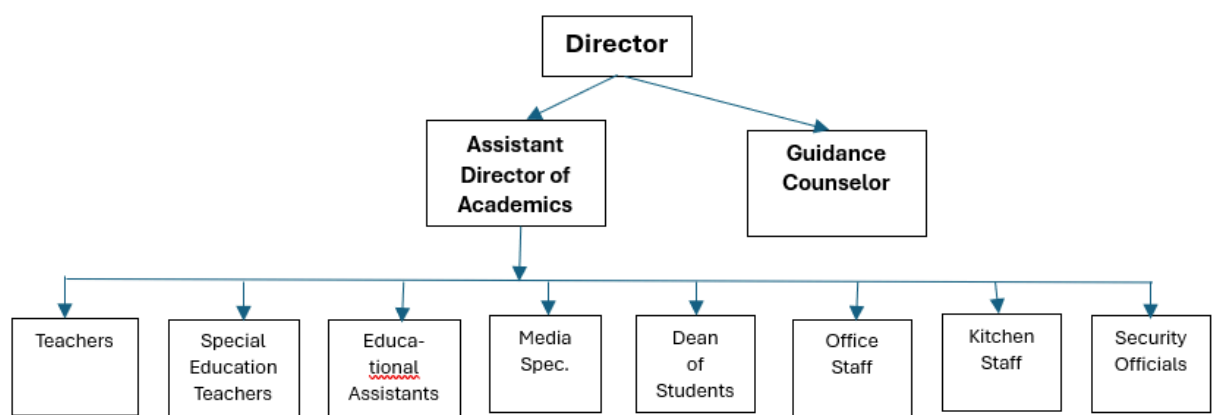 Director
Assistant
Director of
Academics
Guidance
Counselor
Teachers
Special
Education
Teachers
Educa-
tional
Assistants
Media
Spec.
Dean
of
Students
Office
Staff
Kitchen
Staff
Security
Officials